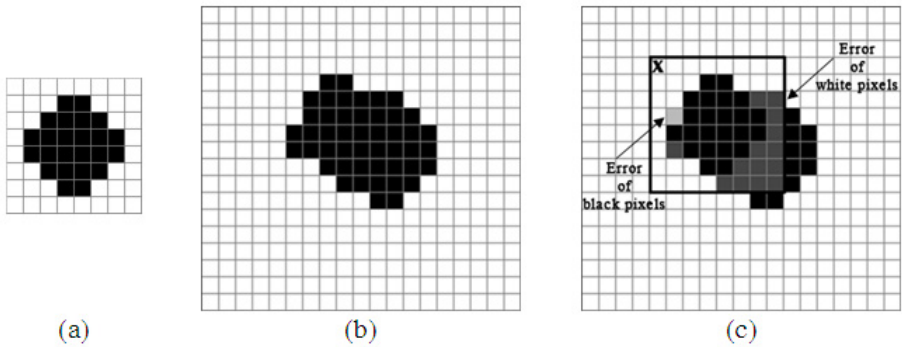 X
Error
of
white pixels
Error
of
black pixels
(a)
(b)
(c)